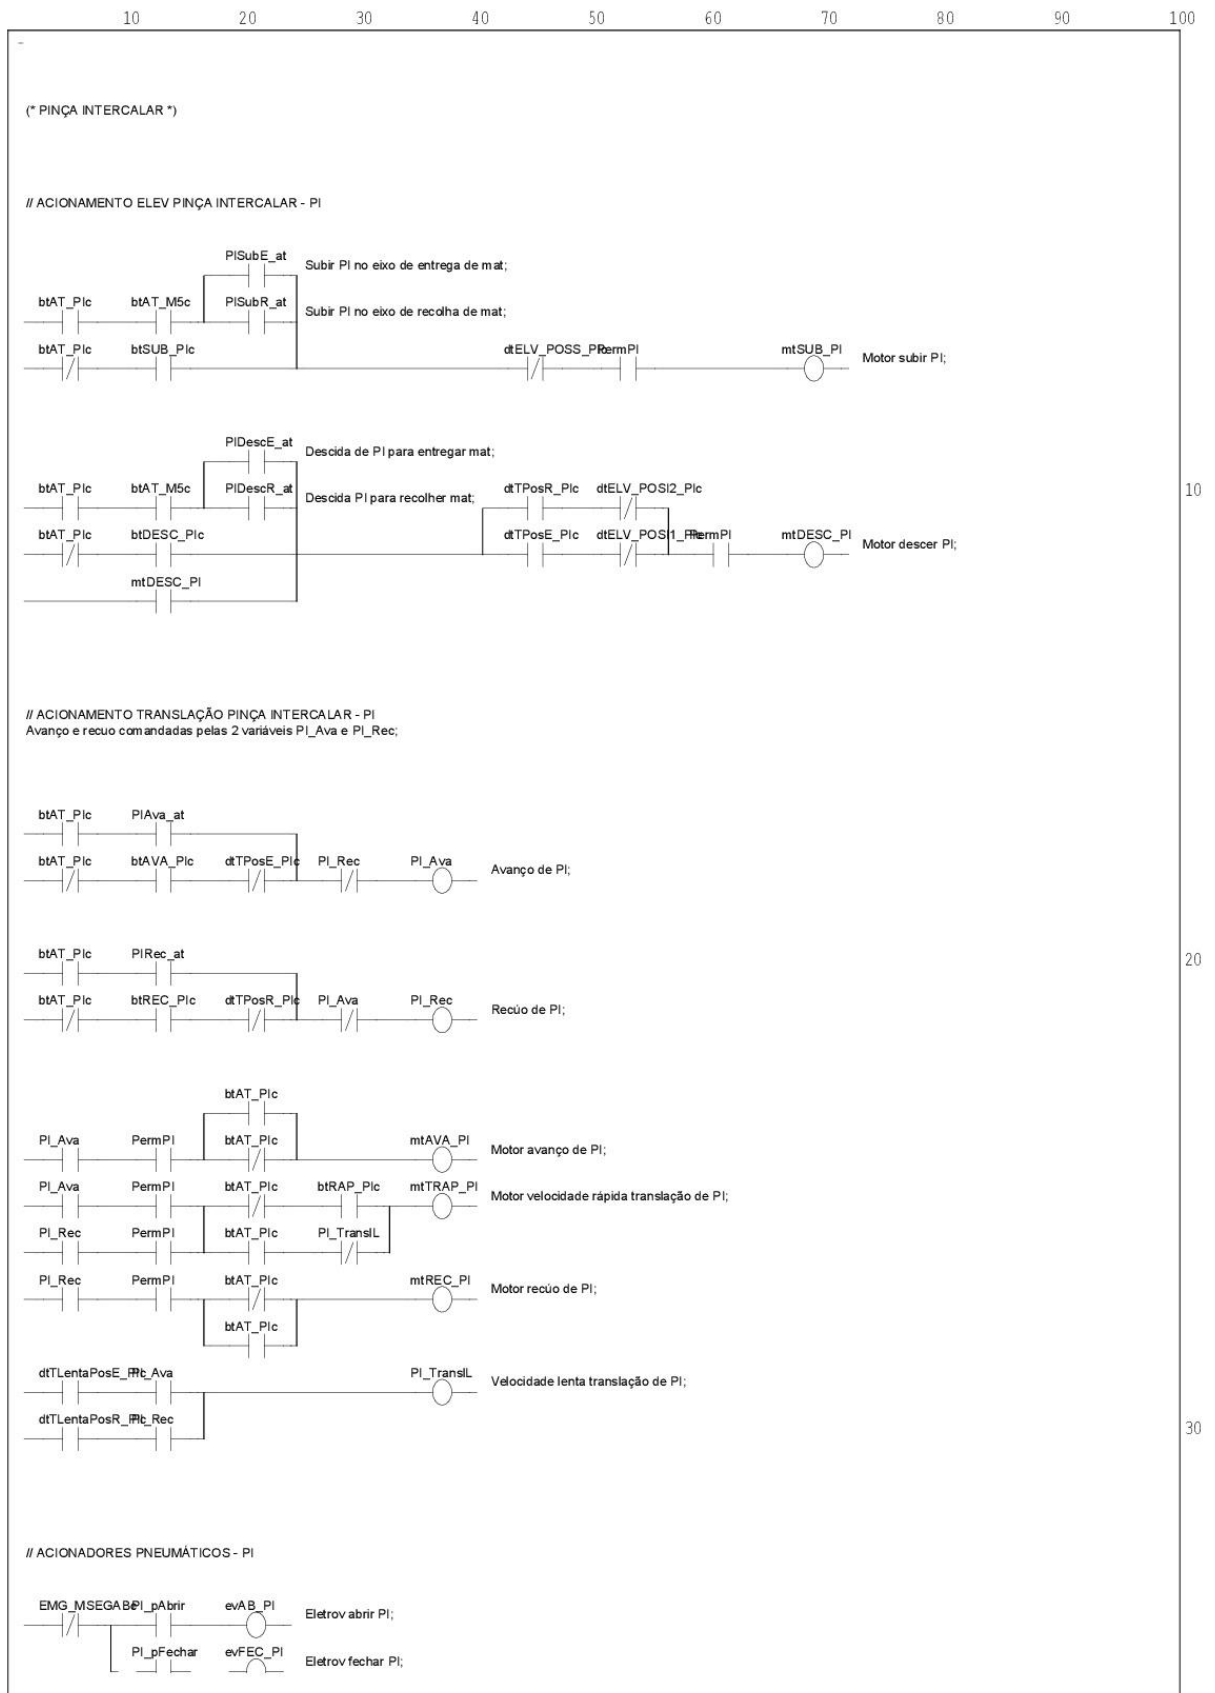 10 20 30 40 50 60 70 80 90 100
(* PINÇA INTERCALAR *)
// ACIONAMENTO ELEV PINÇA INTERCALAR - PI
PISubE_at
Subir PI no eixo de entrega de mat;
btAT_PIc btAT_M5c PISubR_at
Subir PI no eixo de recolha de mat;
btAT_PIc btSUB_PIc dtELV_POSS_PIc PermPI mtSUB_PI
Motor subir PI;
PIDescE_at
Descida de PI para entregar mat;
btAT_PIc btAT_M5c PIDescR_at dtTPosR_PIc dtELV_POSI2_PIc
10
Descida PI para recolher mat;
btAT_PIc btDESC_PIc dtTPosE_PIc dtELV_POSI1_PIc PermPI mtDESC_PI
Motor descer PI;
mtDESC_PI
// ACIONAMENTO TRANSLAÇÃO PINÇA INTERCALAR - PI
Avanço e recuo comandadas pelas 2 variáveis PI_Ava e PI_Rec;
btAT_PIc PIAva_at
btAT_PIc btAVA_PIc dtTPosE_PIc PI_Rec PI_Ava
Avanço de PI;
btAT_PIc PIRec_at
20
btAT_PIc btREC_PIc dtTPosR_PIc PI_Ava PI_Rec
Recúo de PI;
btAT_PIc
PI_Ava PermPI btAT_PIc mtAVA_PI
Motor avanço de PI;
PI_Ava PermPI btAT_PIc btRAP_PIc mtTRAP_PI
Motor velocidade rápida translação de PI;
PI_Rec PermPI btAT_PIc PI_TranslL
PI_Rec PermPI btAT_PIc mtREC_PI
Motor recúo de PI;
btAT_PIc
dtTLentaPosE_PIc PI_Ava PI_TranslL
Velocidade lenta translação de PI;
dtTLentaPosR_PIc PI_Rec
30
// ACIONADORES PNEUMÁTICOS - PI
EMG_MSEGABc PI_pAbrir evAB_PI
Eletrov abrir PI;
PI_pFechar evFEC_PI
Eletrov fechar PI;